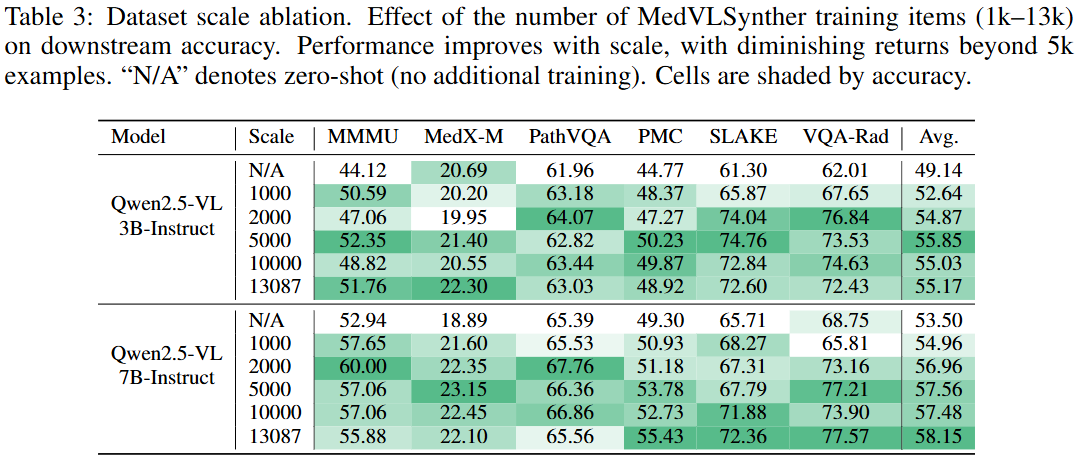 Table 3: Dataset scale ablation. Effect of the number of MedVLSynther training items (1k–13k)
on downstream accuracy. Performance improves with scale, with diminishing returns beyond 5k
examples. “N/A” denotes zero-shot (no additional training). Cells are shaded by accuracy.
Model Scale MMMU MedX-M PathVQA PMC SLAKE VQA-Rad Avg.
Qwen2.5-VL
3B-Instruct
N/A 44.12 20.69 61.96 44.77 61.30 62.01 49.14
1000 50.59 20.20 63.18 48.37 65.87 67.65 52.64
2000 47.06 19.95 64.07 47.27 74.04 76.84 54.87
5000 52.35 21.40 62.82 50.23 74.76 73.53 55.85
10000 48.82 20.55 63.44 49.87 72.84 74.63 55.03
13087 51.76 22.30 63.03 48.92 72.60 72.43 55.17
Qwen2.5-VL
7B-Instruct
N/A 52.94 18.89 65.39 49.30 65.71 68.75 53.50
1000 57.65 21.60 65.53 50.93 68.27 65.81 54.96
2000 60.00 22.35 67.76 51.18 67.31 73.16 56.96
5000 57.06 23.15 66.36 53.78 67.79 77.21 57.56
10000 57.06 22.45 66.86 52.73 71.88 73.90 57.48
13087 55.88 22.10 65.56 55.43 72.36 77.57 58.15